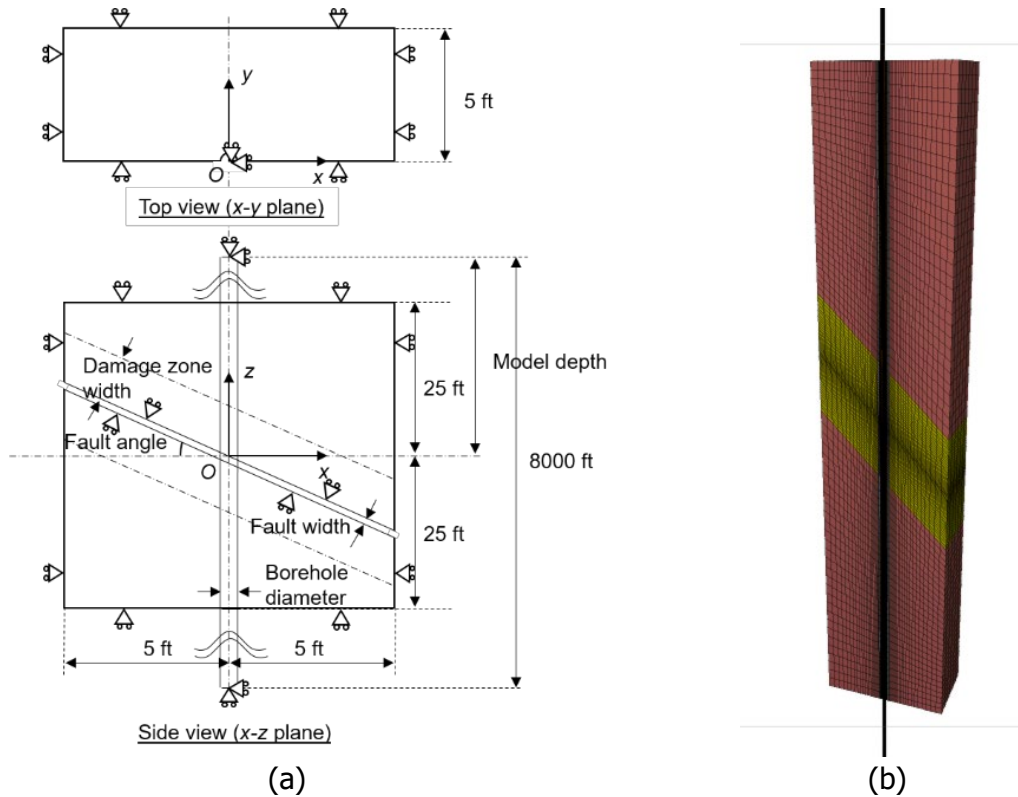 y
5 ft
O
x
Top view (x-y plane)
Damage zone
width
z
25 ft
Model depth
Fault angle
O
x
8000 ft
Fault width
25 ft
Borehole
diameter
5 ft
5 ft
Side view (x-z plane)
(a)
(b)